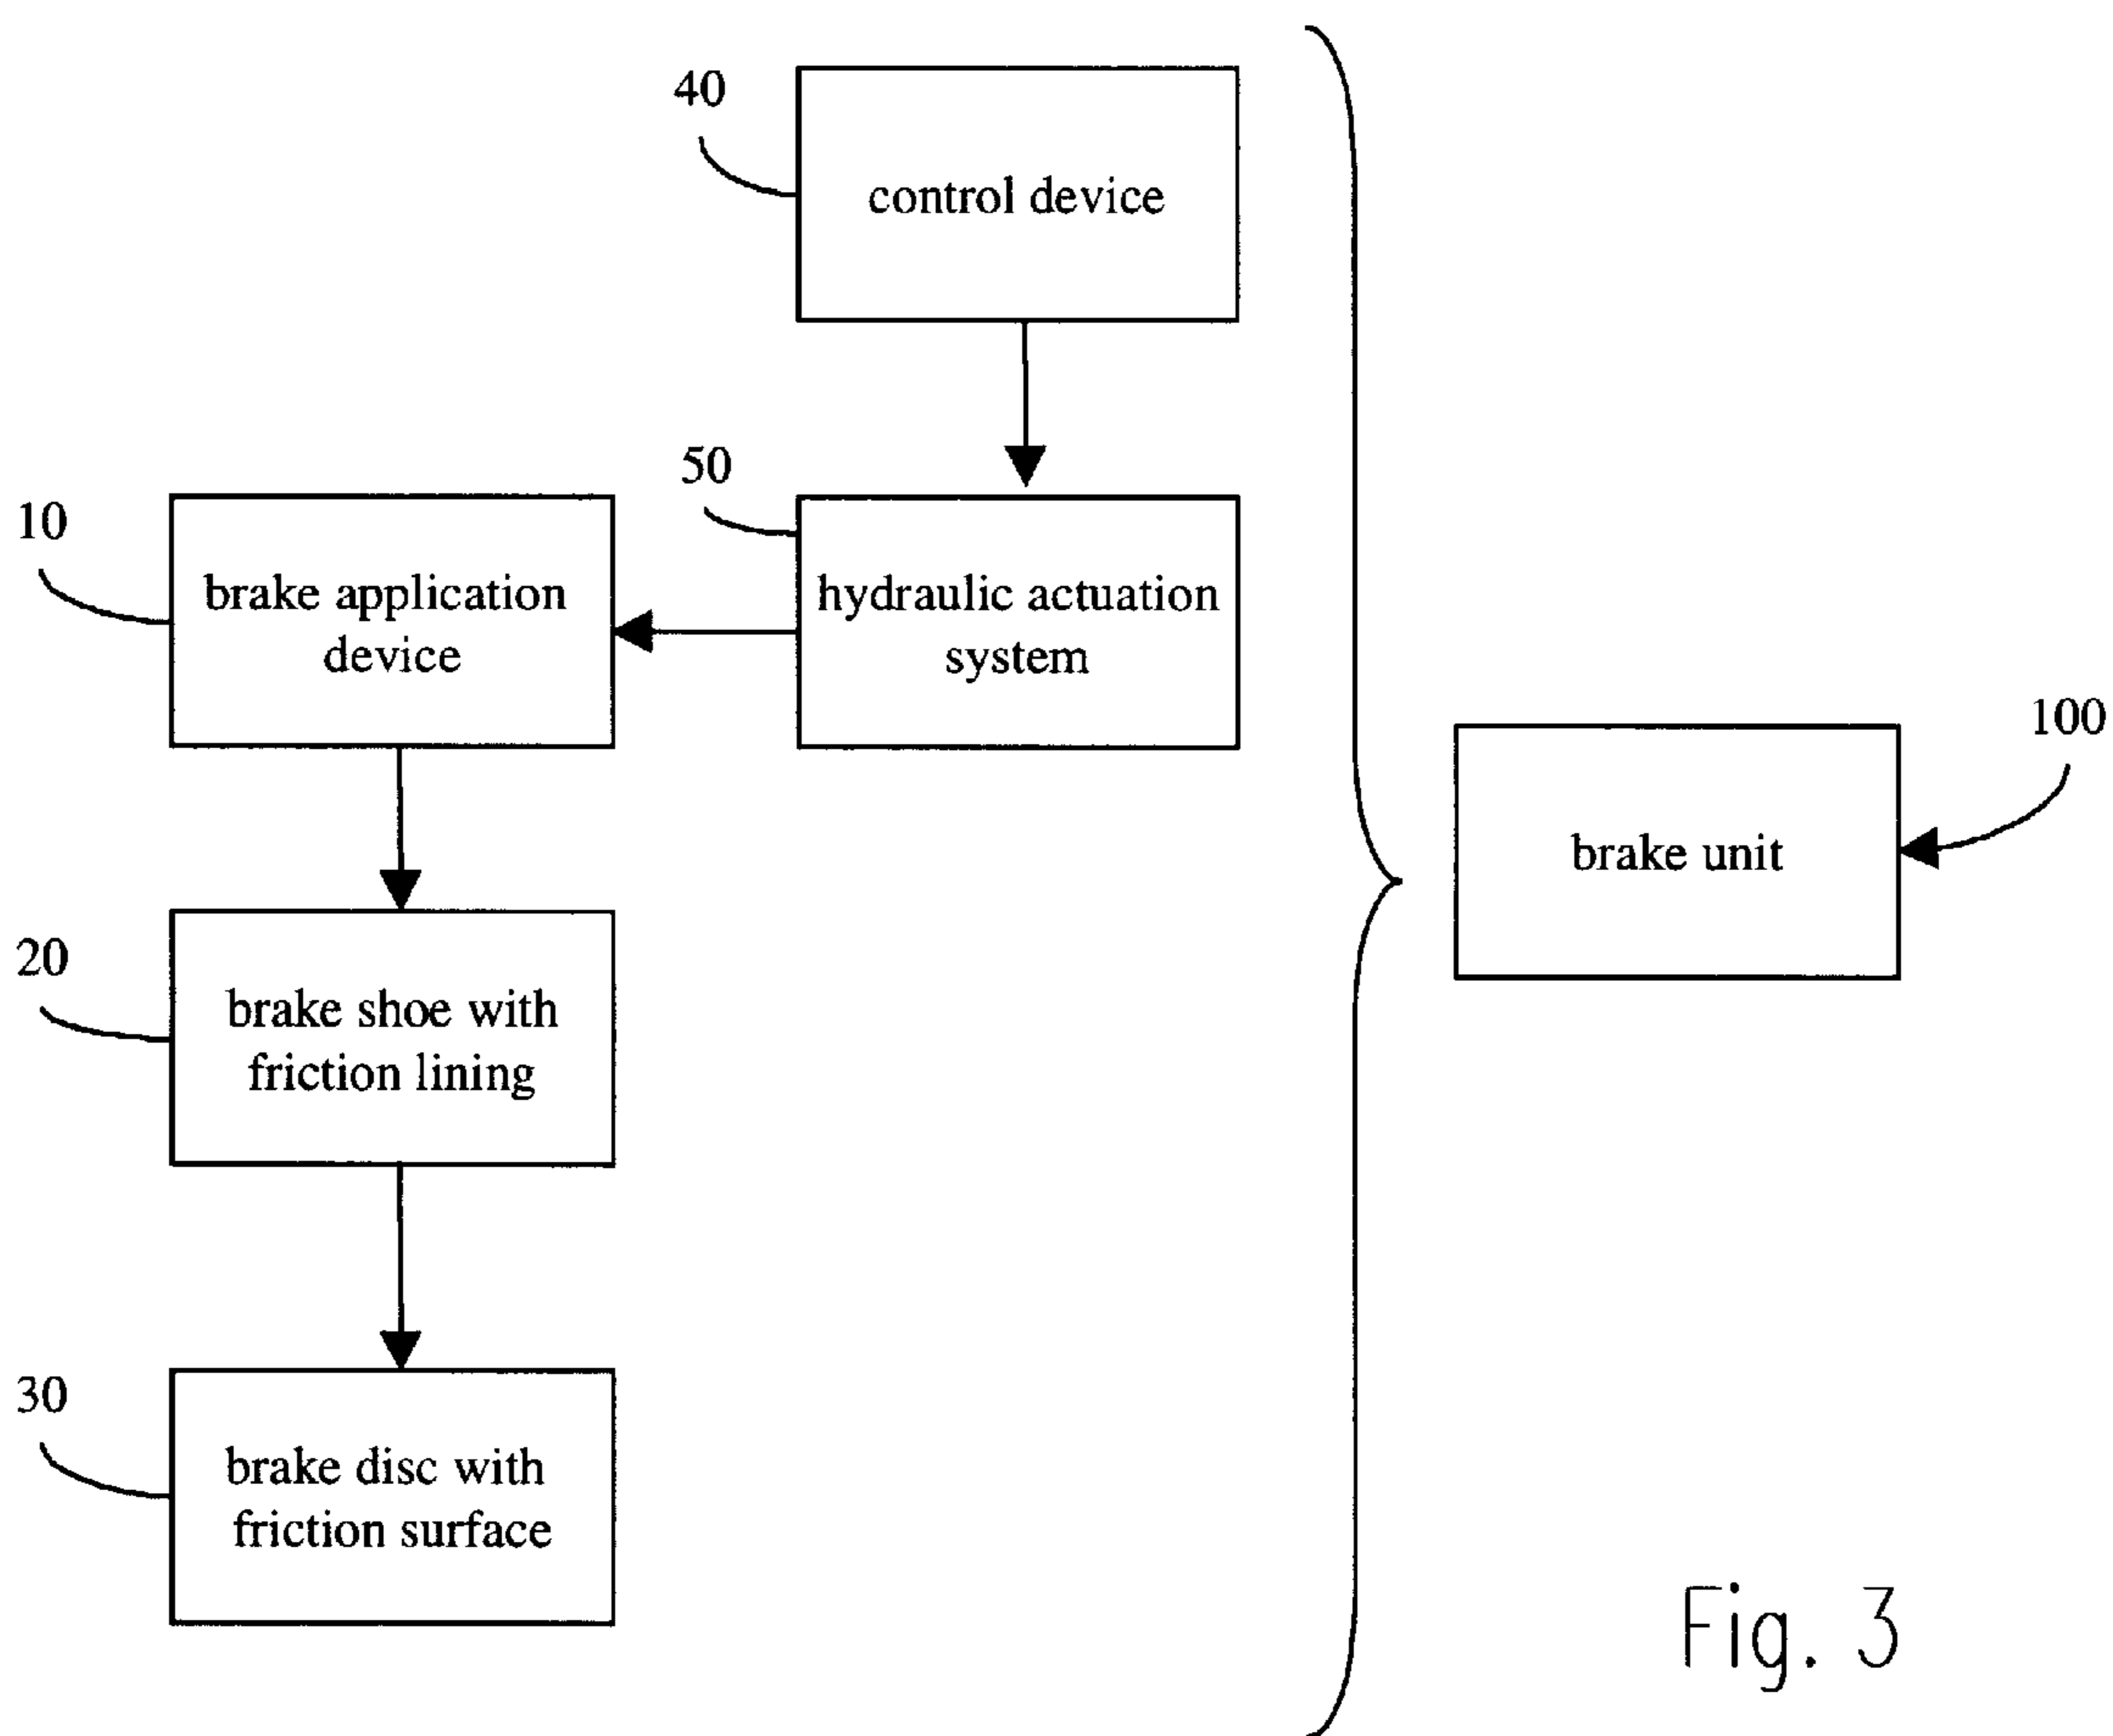 40
control device
50
10
brake application
device
hydraulic actuation
system
100
brake unit
20
brake shoe with
friction lining
30
brake disc with
friction surface
Fig. 3